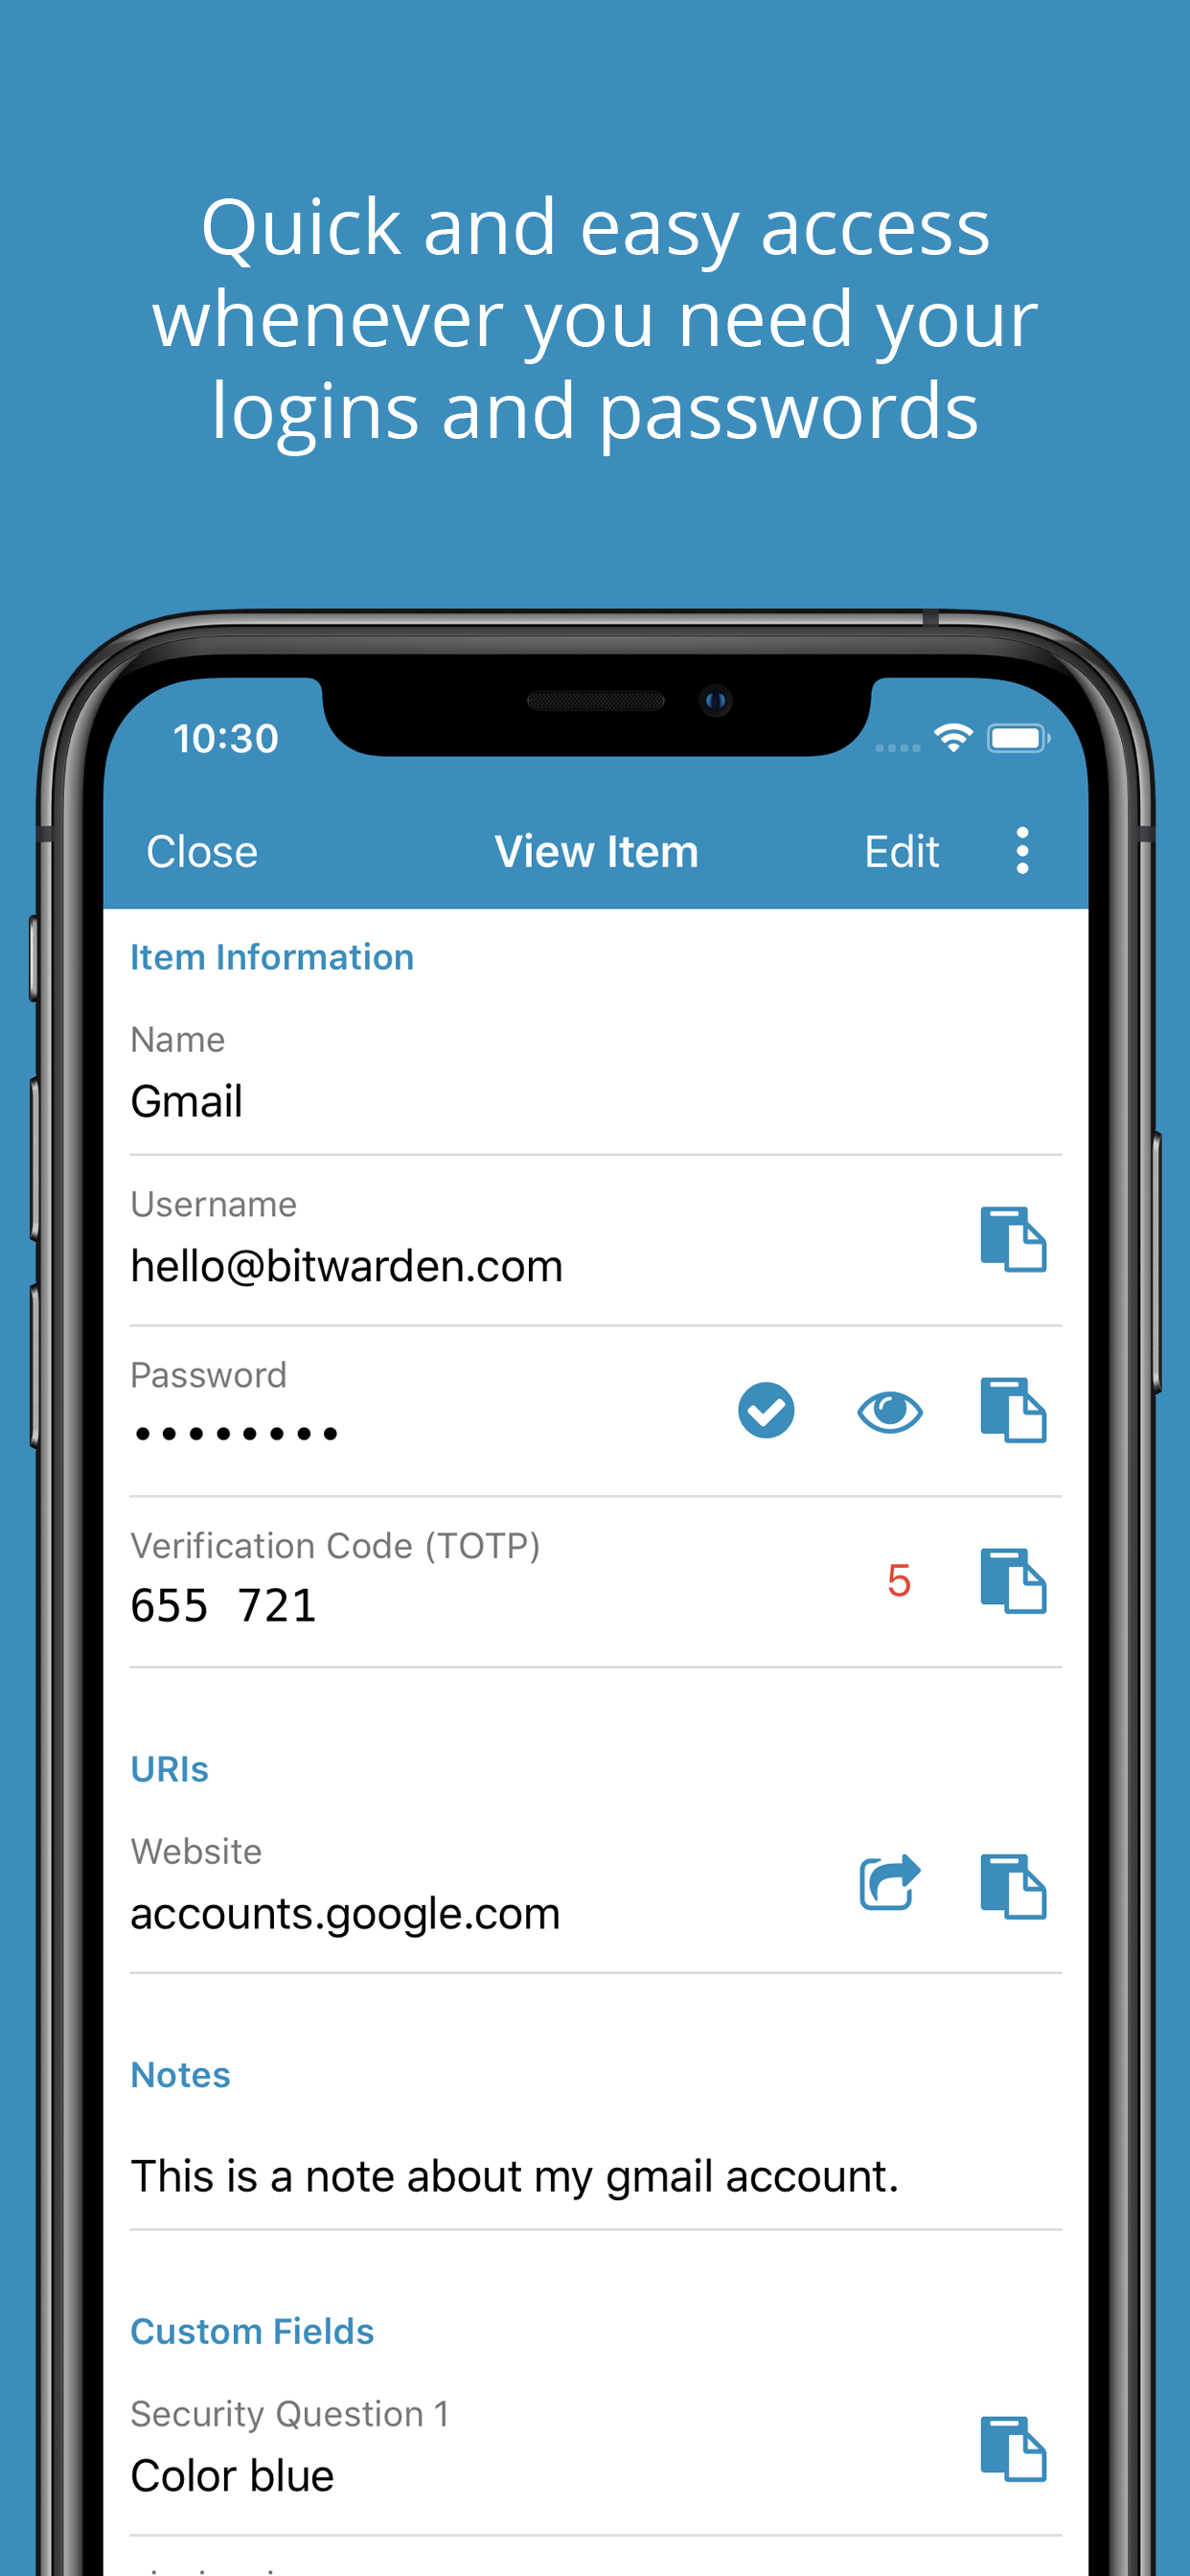 Quick and easy access
whenever you need your
logins and passwords
10:30
Close View Item Edit
Item Information
Name
Gmail
Username
hello@bitwarden.com
Password
••••••••
Verification Code (TOTP)
655 721 5
URIs
Website
accounts.google.com
Notes
This is a note about my gmail account.
Custom Fields
Security Question 1
Color blue